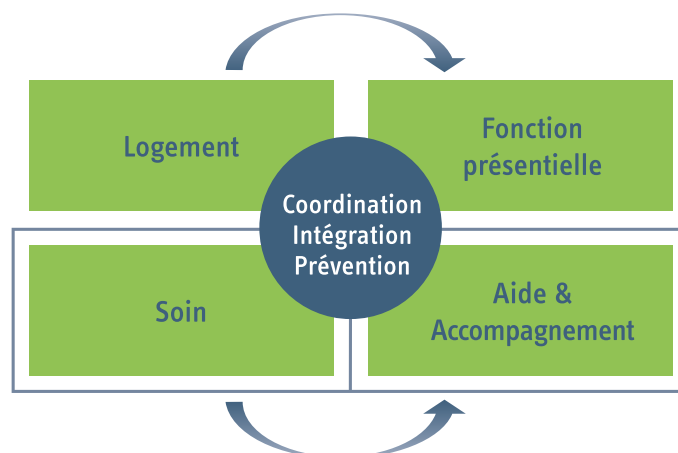 Logement
Fonction
présentielle
Coordination
Intégration
Prévention
Soin
Aide &
Accompagnement